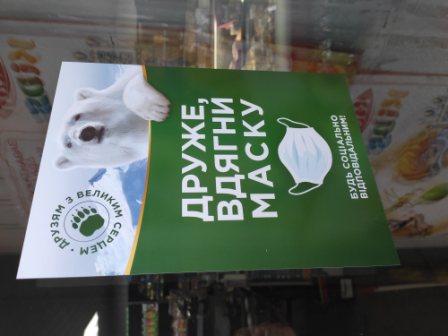 ДРУЖЕ,
ВДЯГНИ
МАСКУ
БУДЬ СОЦІАЛЬНО
ВІДПОВІДАЛЬНИМ!
ДРУЗЯМ З ВЕЛИКИМ СЕРЦЕМ